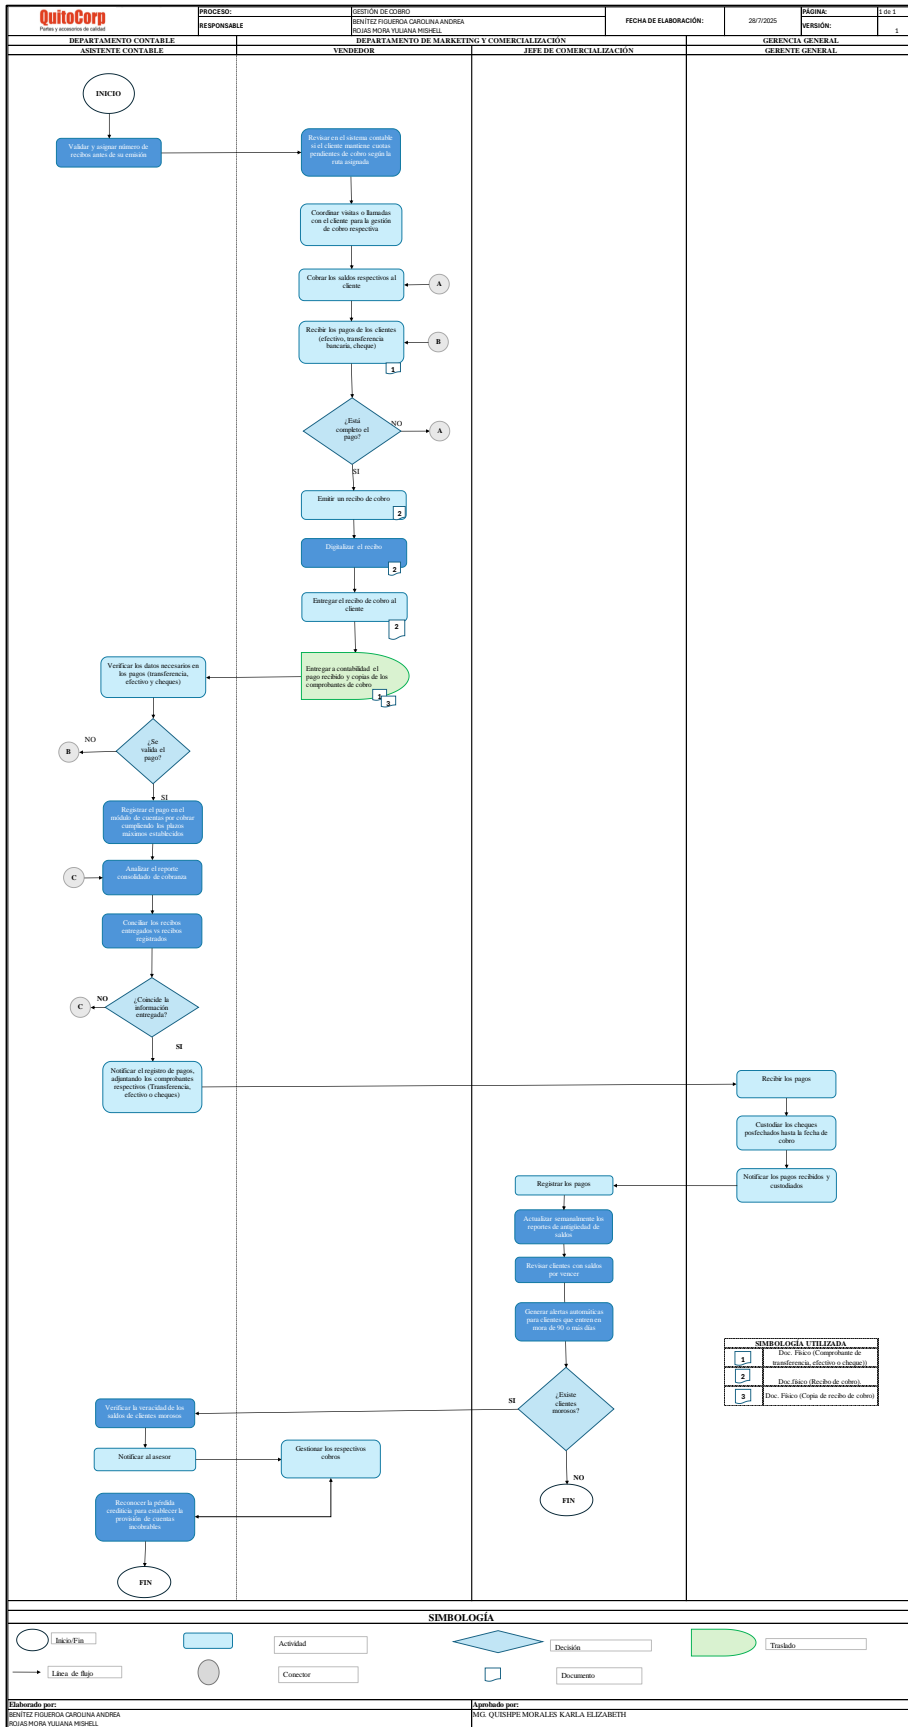 QuitoCorp
Partes y accesorios de calidad
PROCESO:
GESTIÓN DE COBRO
RESPONSABLE
BENÍTEZ FIGUEROA CAROLINA ANDREA
ROJAS MORA YULIANA MISHELL
FECHA DE ELABORACIÓN:
28/7/2025
PÁGINA:
1 de 1
VERSIÓN:
1
DEPARTAMENTO CONTABLE
DEPARTAMENTO DE MARKETING Y COMERCIALIZACIÓN
GERENCIA GENERAL
ASISTENTE CONTABLE
VENDEDOR
JEFE DE COMERCIALIZACIÓN
GERENTE GENERAL
INICIO
Validar y asignar número de
recibos antes de su emisión
Revisar en el sistema contable
si el cliente mantiene cuotas
pendientes de cobro según la
ruta asignada
Coordinar visitas o llamadas
con el cliente para la gestión
de cobro respectiva
Cobrar los saldos respectivos al
cliente
A
Recibir los pagos de los clientes
(efectivo, transferencia
bancaria, cheque)
1
B
¿Está
completo el
pago?
NO
A
SI
Emitir un recibo de cobro
2
Digitalizar el recibo
2
Entregar el recibo de cobro al
cliente
2
Entregar a contabilidad el
pago recibido y copias de los
comprobantes de cobro
1
3
Verificar los datos necesarios en
los pagos (transferencia,
efectivo y cheques)
¿Se
valida el
pago?
NO
B
SI
Registrar el pago en el
módulo de cuentas por cobrar
cumpliendo los plazos
máximos establecidos
C
Analizar el reporte
consolidado de cobranza
Conciliar los recibos
entregados vs recibos
registrados
¿Coincide la
información
entregada?
NO
C
SI
Notificar el registro de pagos,
adjuntando los comprobantes
respectivos (Transferencia,
efectivo o cheques)
Recibir los pagos
Custodiar los cheques
posfechados hasta la fecha de
cobro
Notificar los pagos recibidos y
custodiados
Registrar los pagos
Actualizar semanalmente los
reportes de antigüedad de
saldos
Revisar clientes con saldos
por vencer
Generar alertas automáticas
para clientes que entren en
mora de 90 o más días
¿Existe
clientes
morosos?
SI
NO
FIN
SIMBOLOGÍA UTILIZADA
1
Doc. Físico (Comprobante de
transferencia, efectivo o cheque))
2
Doc.físico (Recibo de cobro).
3
Doc. Físico (Copia de recibo de cobro)
Verificar la veracidad de los
saldos de clientes morosos
Notificar al asesor
Gestionar los respectivos
cobros
Reconocer la pérdida
crediticia para establecer la
provisión de cuentas
incobrables
FIN
SIMBOLOGÍA
Inicio/Fin
Actividad
Decisión
Traslado
Línea de flujo
Conector
Documento
Elaborado por:
BENÍTEZ FIGUEROA CAROLINA ANDREA
ROJAS MORA YULIANA MISHELL
Aprobado por:
MG. QUISHPE MORALES KARLA ELIZABETH